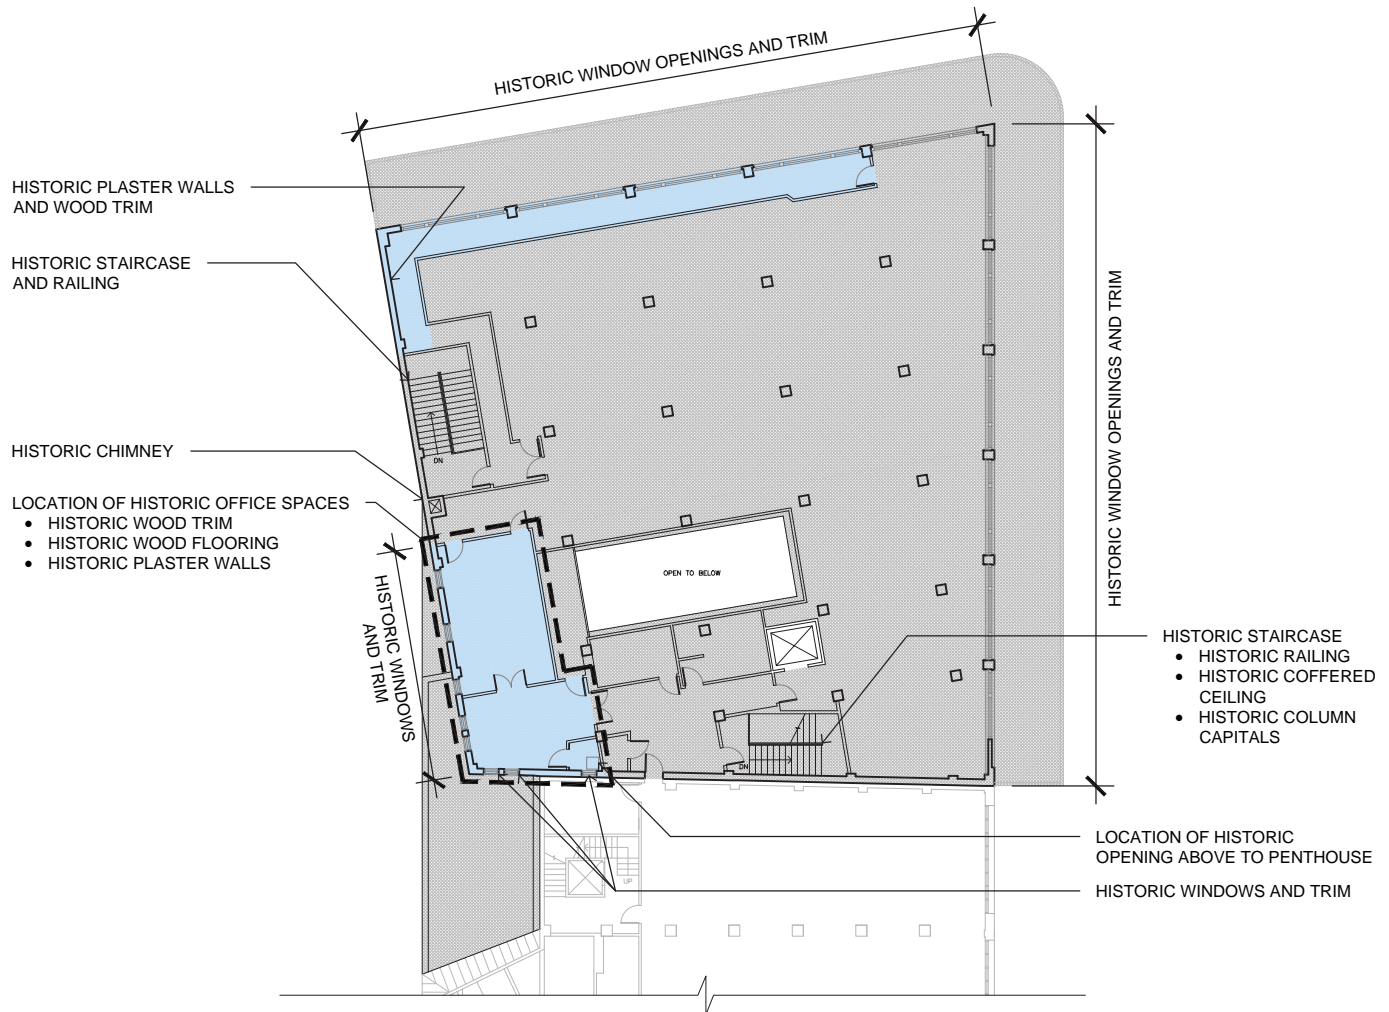 HISTORIC WINDOW OPENINGS AND TRIM
HISTORIC PLASTER WALLS
AND WOOD TRIM
HISTORIC STAIRCASE
AND RAILING
HISTORIC WINDOW OPENINGS AND TRIM
HISTORIC CHIMNEY
DN
LOCATION OF HISTORIC OFFICE SPACES
• HISTORIC WOOD TRIM
• HISTORIC WOOD FLOORING
• HISTORIC PLASTER WALLS
OPEN TO BELOW
HISTORIC WINDOWS
AND TRIM
HISTORIC STAIRCASE
• HISTORIC RAILING
• HISTORIC COFFERED
CEILING
• HISTORIC COLUMN
CAPITALS
DN
LOCATION OF HISTORIC
OPENING ABOVE TO PENTHOUSE
UP
HISTORIC WINDOWS AND TRIM